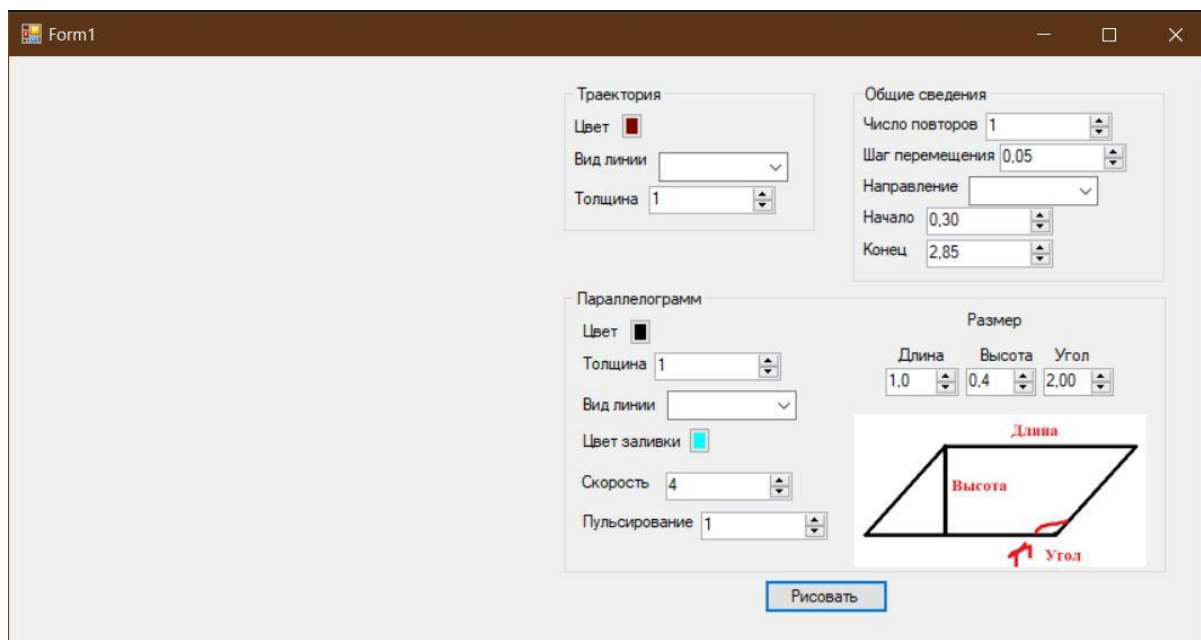 Form1
Траектория
Цвет
Вид линии
Толщина 1
Общие сведения
Число повторов 1
Шаг перемещения 0,05
Направление
Начало 0,30
Конец 2,85
Параллелограмм
Цвет
Толщина 1
Вид линии
Цвет заливки
Скорость 4
Пульсирование 1
Размер
Длина Высота Угол
1,0 0,4 2,00
Длина
Высота
Угол
Рисовать